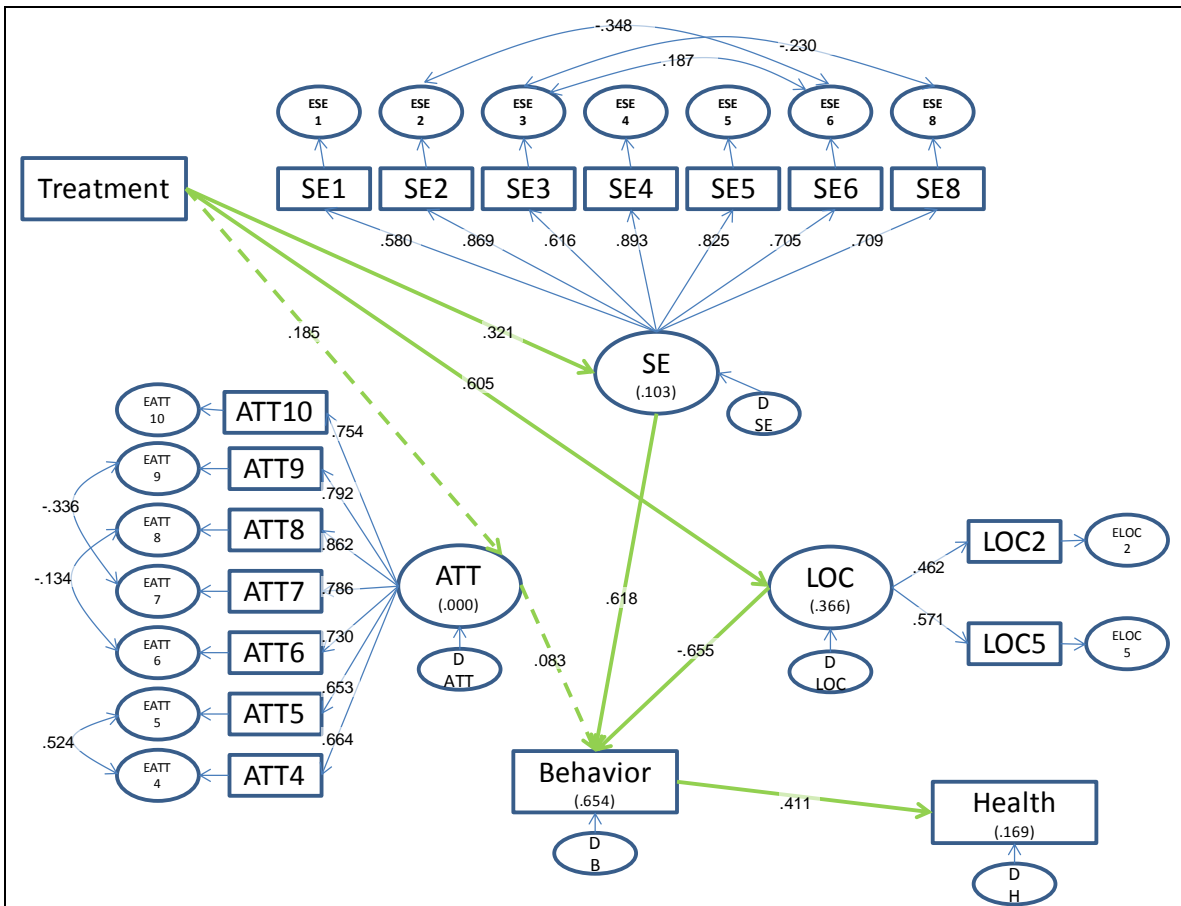 -.348
-.230
.187
ESE
1
ESE
2
ESE
3
ESE
4
ESE
5
ESE
6
ESE
8
Treatment
SE1
SE2
SE3
SE4
SE5
SE6
SE8
.580
.869
.616
.893
.825
.705
.709
.185
.321
.605
SE
(.103)
D
SE
EATT
10
ATT10
.754
EATT
9
ATT9
.792
-.336
EATT
8
ATT8
.862
-.134
EATT
7
ATT7
.786
EATT
6
ATT6
.730
EATT
5
ATT5
.653
.524
EATT
4
ATT4
.664
ATT
(.000)
D
ATT
.083
.618
-.655
LOC
(.366)
D
LOC
.462
.571
LOC2
ELOC
2
LOC5
ELOC
5
Behavior
(.654)
D
B
.411
Health
(.169)
D
H